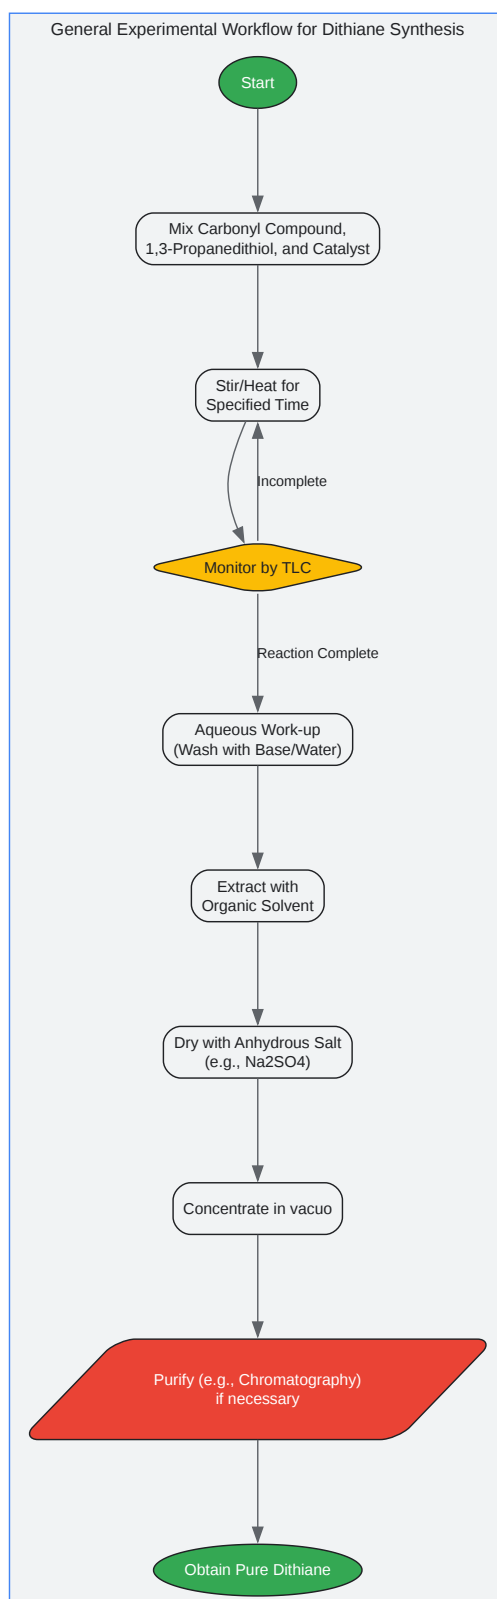 General Experimental Workflow for Dithiane Synthesis
Start
Mix Carbonyl Compound,
1,3-Propanedithiol, and Catalyst
Stir/Heat for
Specified Time
Incomplete
Monitor by TLC
Reaction Complete
Aqueous Work-up
(Wash with Base/Water)
Extract with
Organic Solvent
Dry with Anhydrous Salt
(e.g., Na2SO4)
Concentrate in vacuo
Purify (e.g., Chromatography)
if necessary
Obtain Pure Dithiane